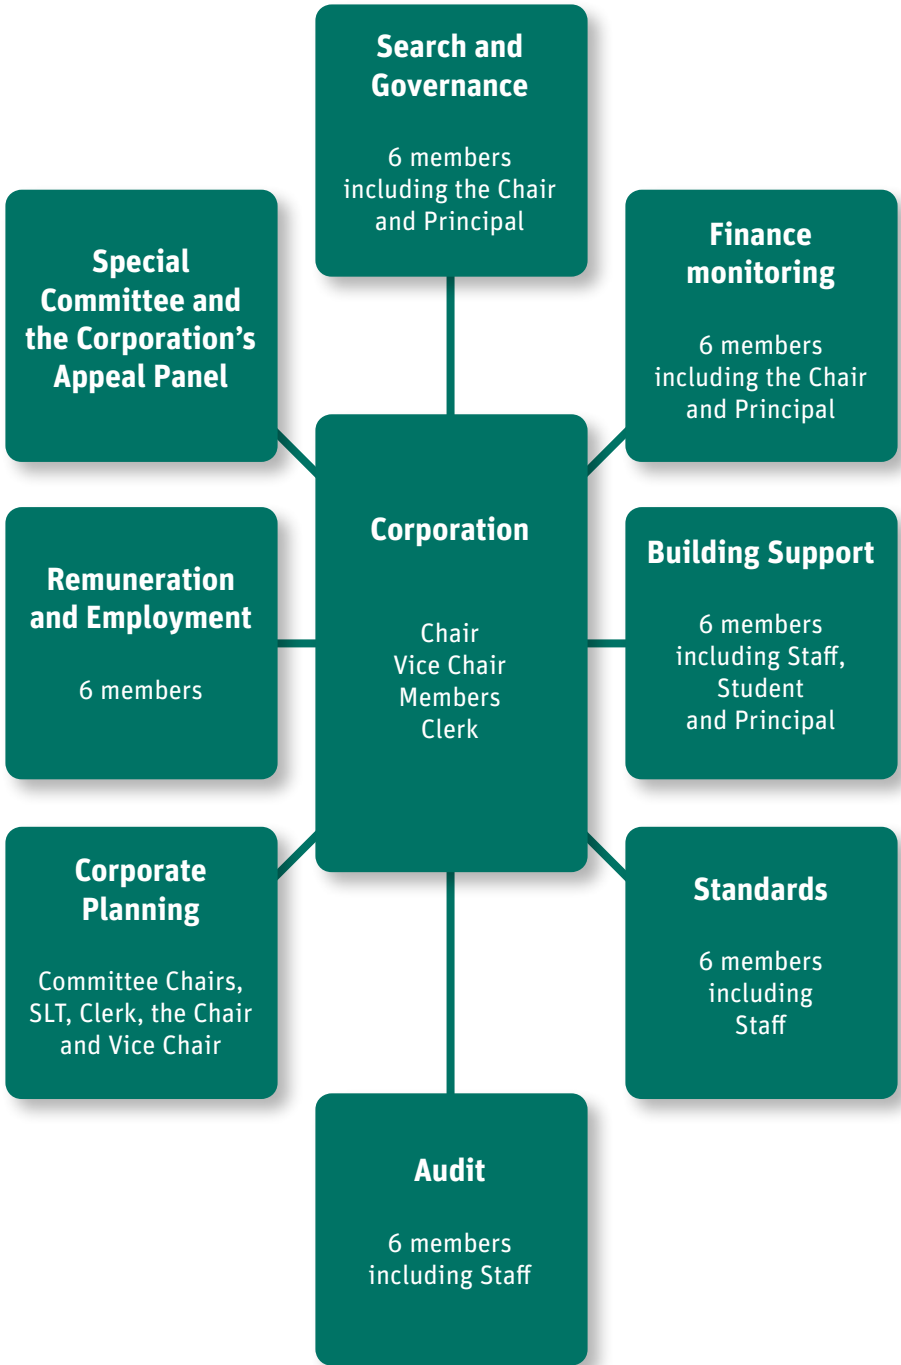 Search and
Governance
6 members
including the Chair
and Principal
Special
Committee and
the Corporation’s
Appeal Panel
Finance
monitoring
6 members
including the Chair
and Principal
Corporation
Chair
Vice Chair
Members
Clerk
Remuneration
and Employment
6 members
Building Support
6 members
including Staff,
Student
and Principal
Corporate
Planning
Committee Chairs,
SLT, Clerk, the Chair
and Vice Chair
Standards
6 members
including
Staff
Audit
6 members
including Staff